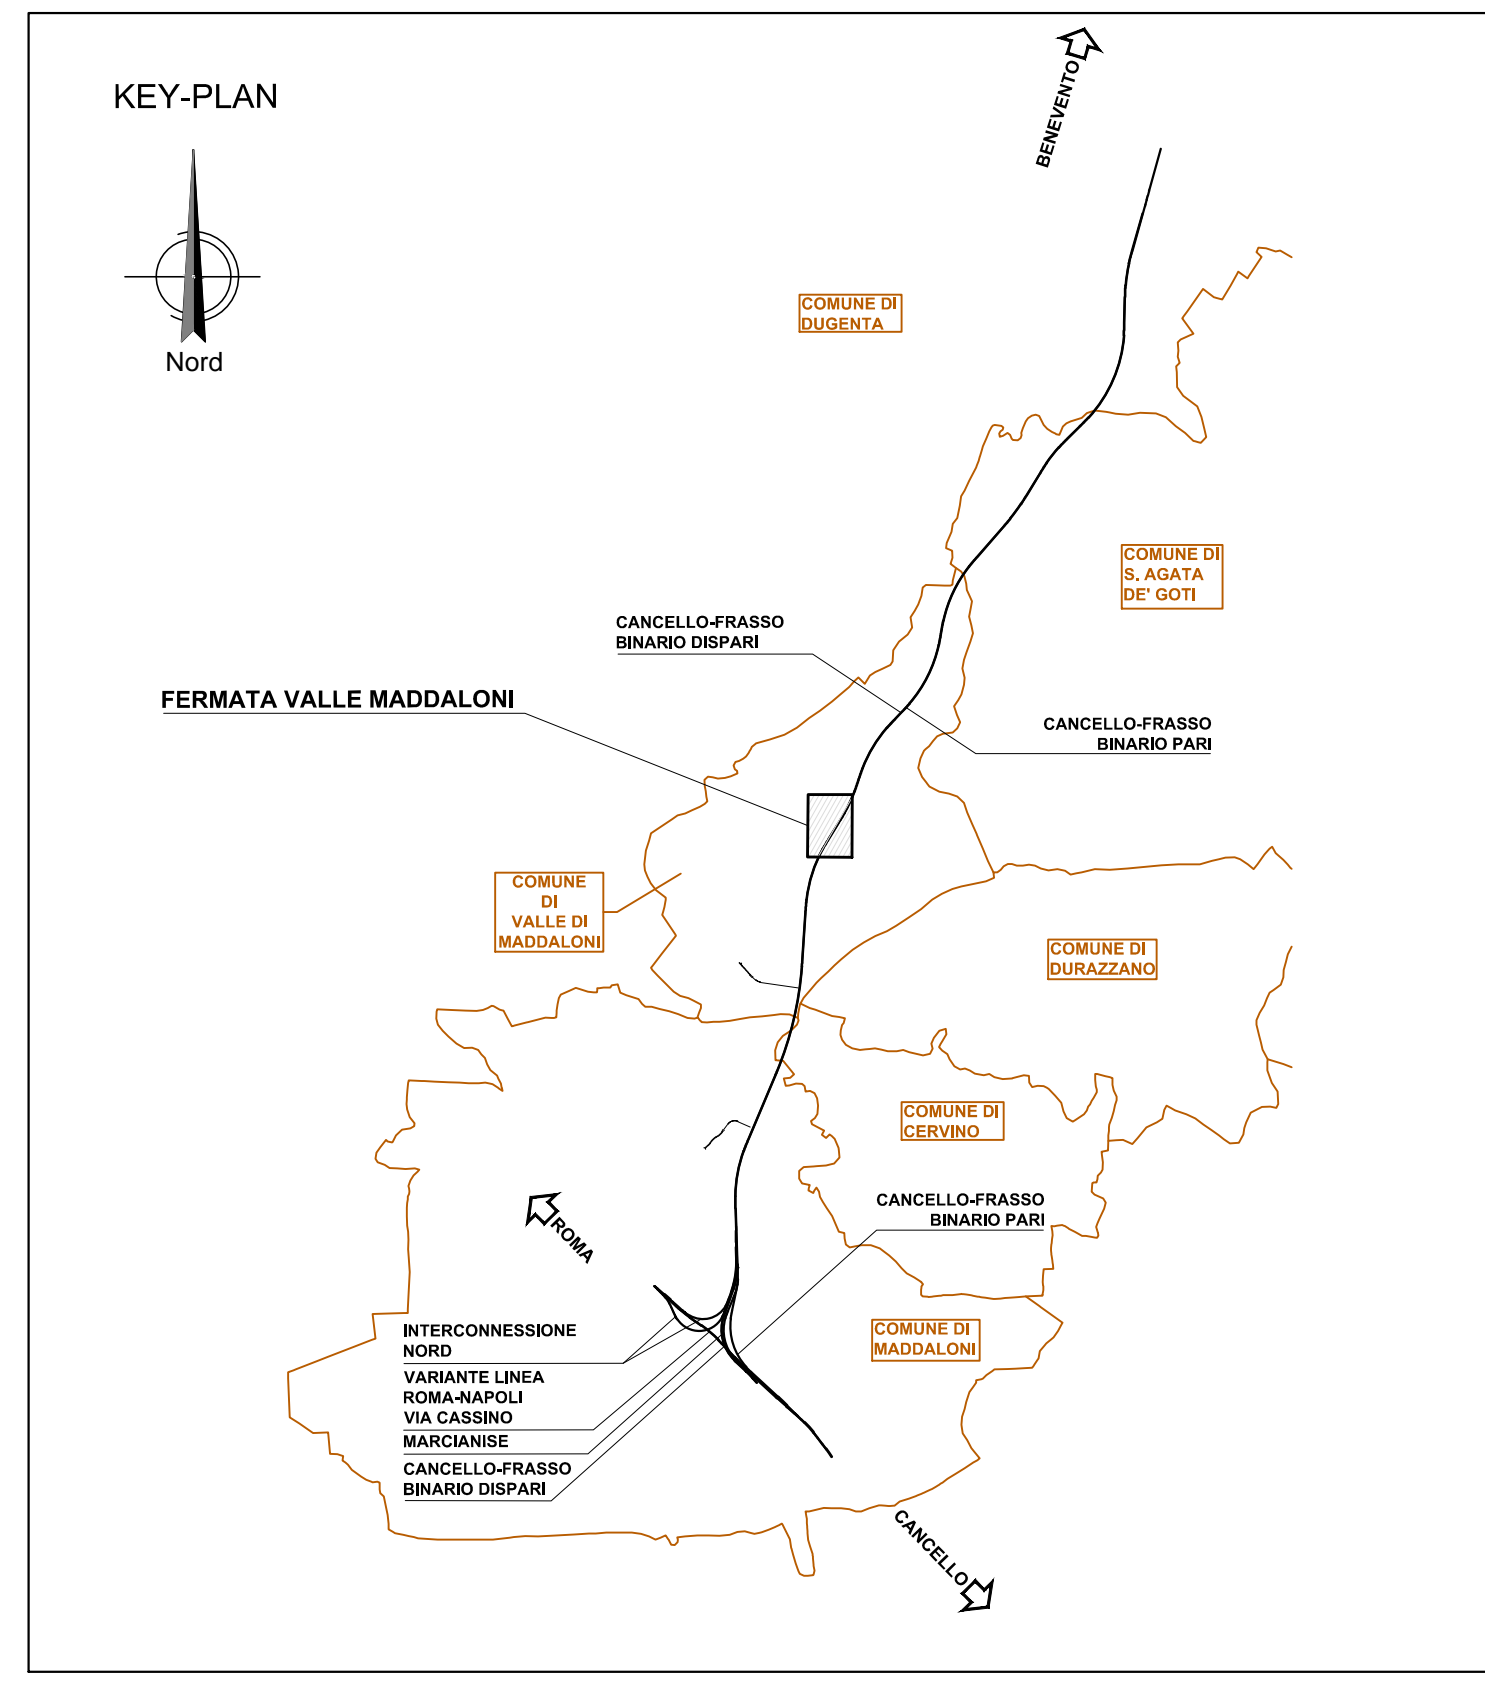 BENEVENTO
KEY-PLAN
Nord
COMUNE DI
DUGENTA
COMUNE DI
S. AGATA
DE' GOTI
CANCELLO-FRASSO
BINARIO DISPARI
FERMATA VALLE MADDALONI
CANCELLO-FRASSO
BINARIO PARI
COMUNE
DI
VALLE DI
MADDALONI
COMUNE DI
DURAZZANO
COMUNE DI
CERVINO
CANCELLO-FRASSO
BINARIO PARI
ROMA
INTERCONNESSIONE
NORD
VARIANTE LINEA
ROMA-NAPOLI
VIA CASSINO
MARCIANISE
CANCELLO-FRASSO
BINARIO DISPARI
COMUNE DI
MADDALONI
CANCELLO